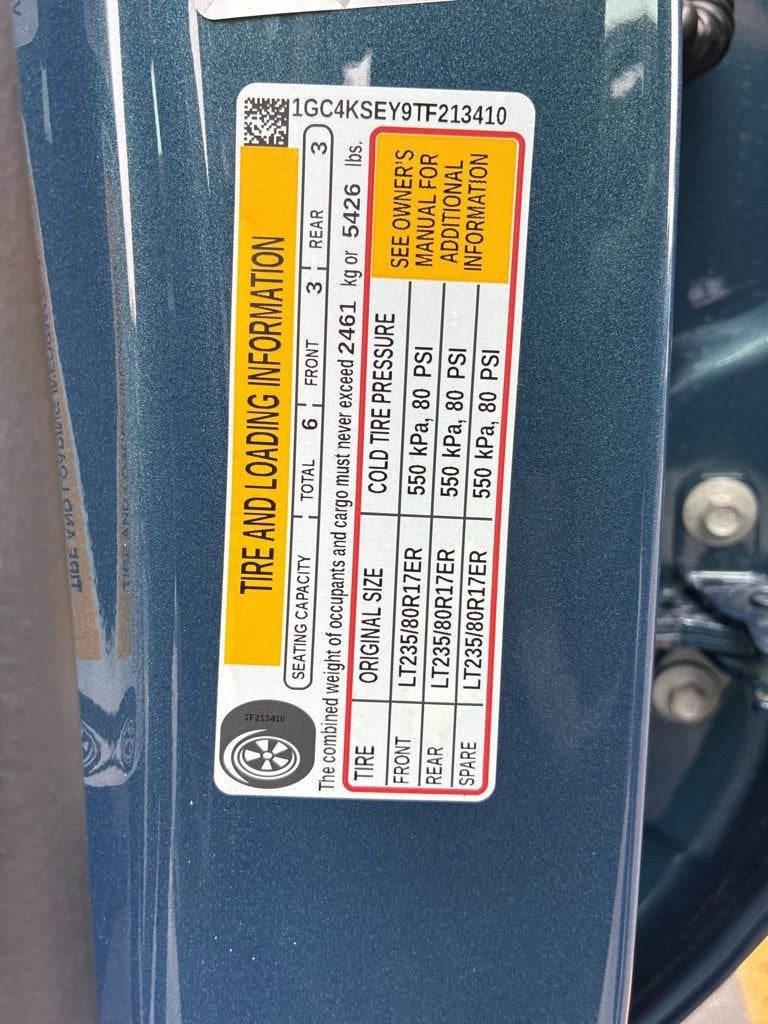 1GC4KSEY9TF213410
TIRE AND LOADING INFORMATION
7F213410
SEATING CAPACITY TOTAL 6 FRONT 3 REAR 3
The combined weight of occupants and cargo must never exceed 2461 kg or 5426 lbs.
TIRE ORIGINAL SIZE COLD TIRE PRESSURE
FRONT LT235/80R17ER 550 kPa, 80 PSI
REAR LT235/80R17ER 550 kPa, 80 PSI
SPARE LT235/80R17ER 550 kPa, 80 PSI
SEE OWNER'S
MANUAL FOR
ADDITIONAL
INFORMATION